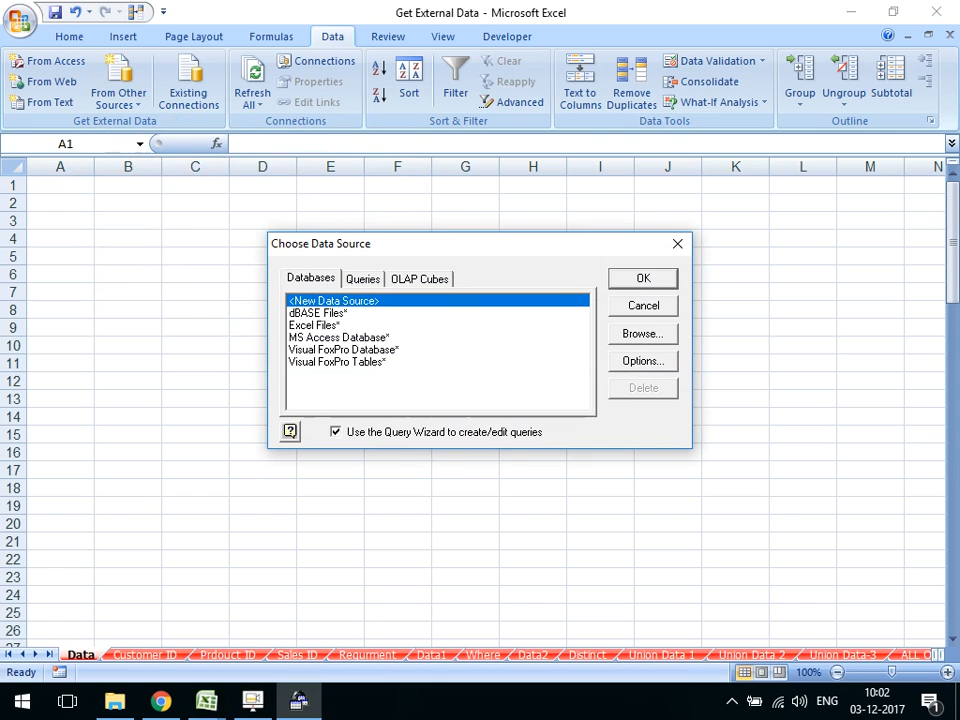 Get External Data - Microsoft Excel
Home Insert Page Layout Formulas Data Review View Developer
From Access
From Web
From Text
From Other
Sources
Existing
Connections
Get External Data
Refresh
All
Connections
Properties
Edit Links
Connections
Sort
Filter
Clear
Reapply
Advanced
Sort & Filter
Text to
Columns
Remove
Duplicates
Data Validation
Consolidate
What-If Analysis
Data Tools
Group
Ungroup
Subtotal
Outline
A1 fx
A B C D E F G H I J K L M N
1
2
3
4
5
6
7
8
9
10
11
12
13
14
15
16
17
18
19
20
21
22
23
24
25
26
27
Choose Data Source
Databases Queries OLAP Cubes
<New Data Source>
dBASE Files*
Excel Files*
MS Access Database*
Visual FoxPro Database*
Visual FoxPro Tables*
OK
Cancel
Browse...
Options...
Delete
Use the Query Wizard to create/edit queries
Data Customer ID Prdouct ID Sales ID Requrment Data1 Where Data2 Distinct Union Data 1 Union Data 2 Union Data-3
Ready 100%
ENG
10:02
03-12-2017
1